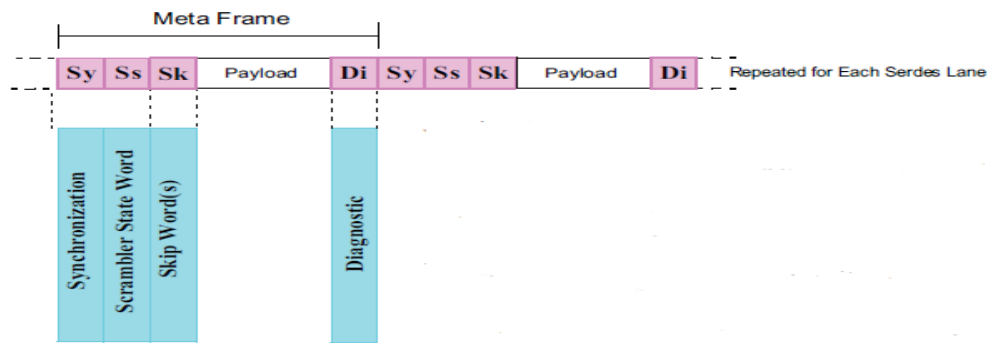 Meta Frame
Sy Ss Sk Payload Di Sy Ss Sk Payload Di Repeated for Each Serdes Lane
Synchronization
Scrambler State Word
Skip Word(s)
Diagnostic